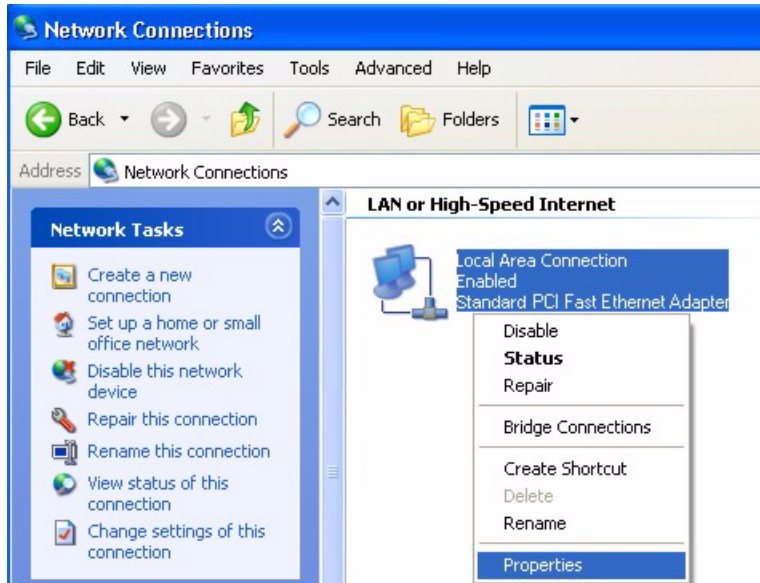 Network Connections
File Edit View Favorites Tools Advanced Help
Back Search Folders
Address Network Connections
Network Tasks
Create a new
connection
Set up a home or small
office network
Disable this network
device
Repair this connection
Rename this connection
View status of this
connection
Change settings of this
connection
LAN or High-Speed Internet
Local Area Connection
Enabled
Standard PCI Fast Ethernet Adapter
Disable
Status
Repair
Bridge Connections
Create Shortcut
Delete
Rename
Properties